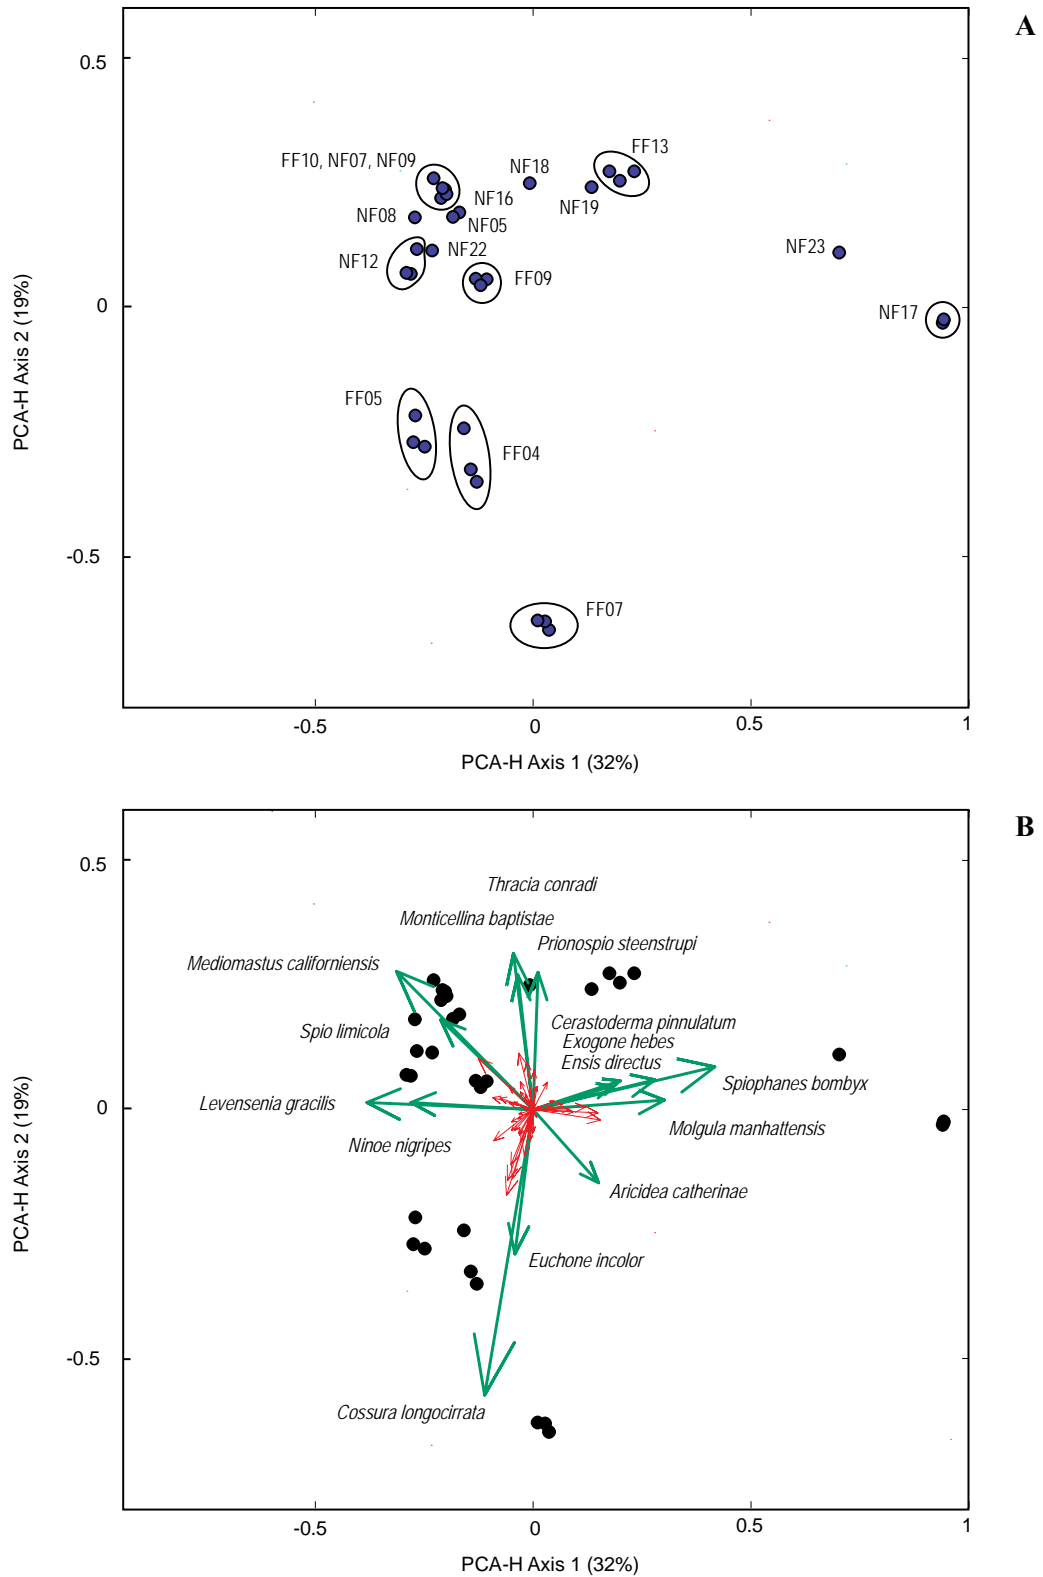 A
0.5
FF13
FF10, NF07, NF09
NF18
NF16
NF19
NF08
NF05
NF23
NF22
NF12
FF09
0
NF17
PCA-H Axis 2 (19%)
FF05
FF04
-0.5
FF07
-0.5
0
0.5
1
PCA-H Axis 1 (32%)
B
0.5
Thracia conradi
Monticellina baptistae
Prionospio steenstrupi
Mediomastus californiensis
Spio limicola
Cerastoderma pinnulatum
Exogone hebes
Ensis directus
Spiophanes bombyx
Levensenia gracilis
0
Molgula manhattensis
Ninoe nigripes
PCA-H Axis 2 (19%)
Aricidea catherinae
Euchone incolor
-0.5
Cossura longocirrata
-0.5
0
0.5
1
PCA-H Axis 1 (32%)